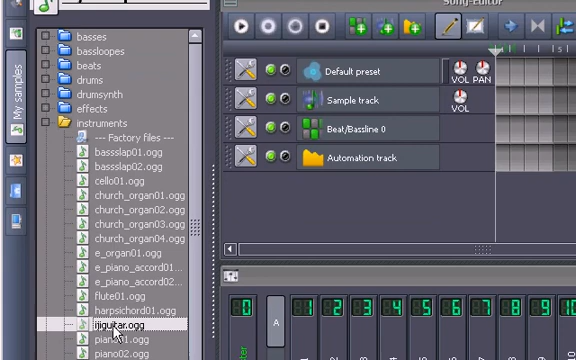 Song-Editor
My samples
basses
bassloopes
beats
drums
drumsynth
effects
instruments
--- Factory files ---
bassslap01.ogg
bassslap02.ogg
cello01.ogg
church_organ01.ogg
church_organ02.ogg
church_organ03.ogg
church_organ04.ogg
e_organ01.ogg
e_piano_accord01...
e_piano_accord02...
flute01.ogg
harpsichord01.ogg
piano02.ogg
Default preset
VOL PAN
Sample track
VOL
Beat/Bassline 0
Automation track
0 A 1 2 3 4 5 6 7 8 9 10